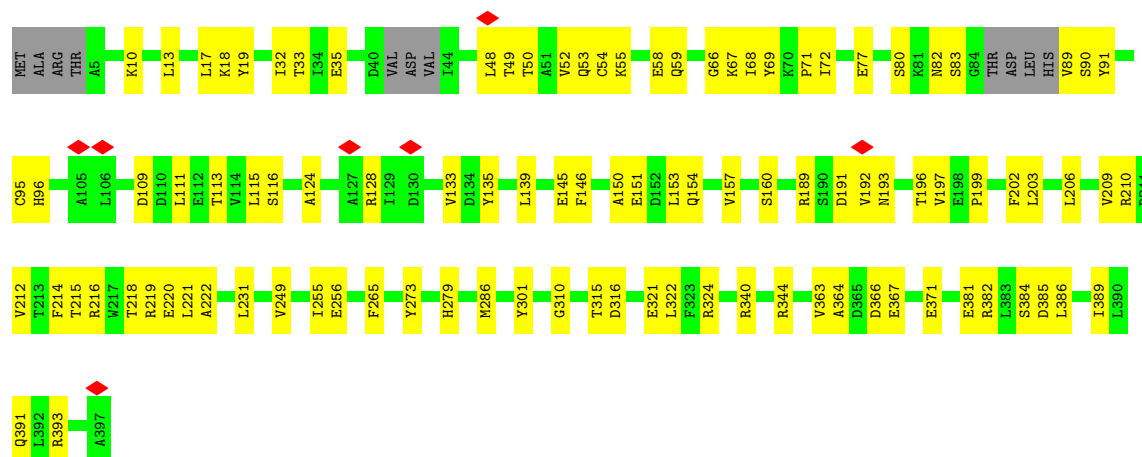 MET ALA ARG THR A5 K10 L13 L17 K18 Y19 I32 T33 I34 E35 D40 VAL ASP VAL I44 L48 T49 T50 A51 V52 Q53 C54 K55 E58 Q59 G66 K67 I68 Y69 K70 P71 I72 E77 S80 K81 N82 S83 G84 THR ASP LEU HIS V89 S90 Y91
C95 H96 A105 L106 D109 D110 L111 E112 T113 V114 L115 S116 A124 A127 R128 I129 D130 V133 D134 Y135 L139 E145 F146 A150 E151 D152 L153 Q154 V157 S160 R189 S190 D191 V192 N193 T196 V197 E198 P199 F202 L203 L206 V209 R210
V212 T213 F214 T215 R216 W217 T218 R219 E220 L221 A222 L231 V249 I255 E256 F265 Y273 H279 M286 Y301 G310 T315 D316 E321 L322 F323 R324 R340 R344 V363 A364 D365 D366 E367 E371 E381 R382 L383 S384 D385 L386 I389 L390
Q391 L392 R393 A397